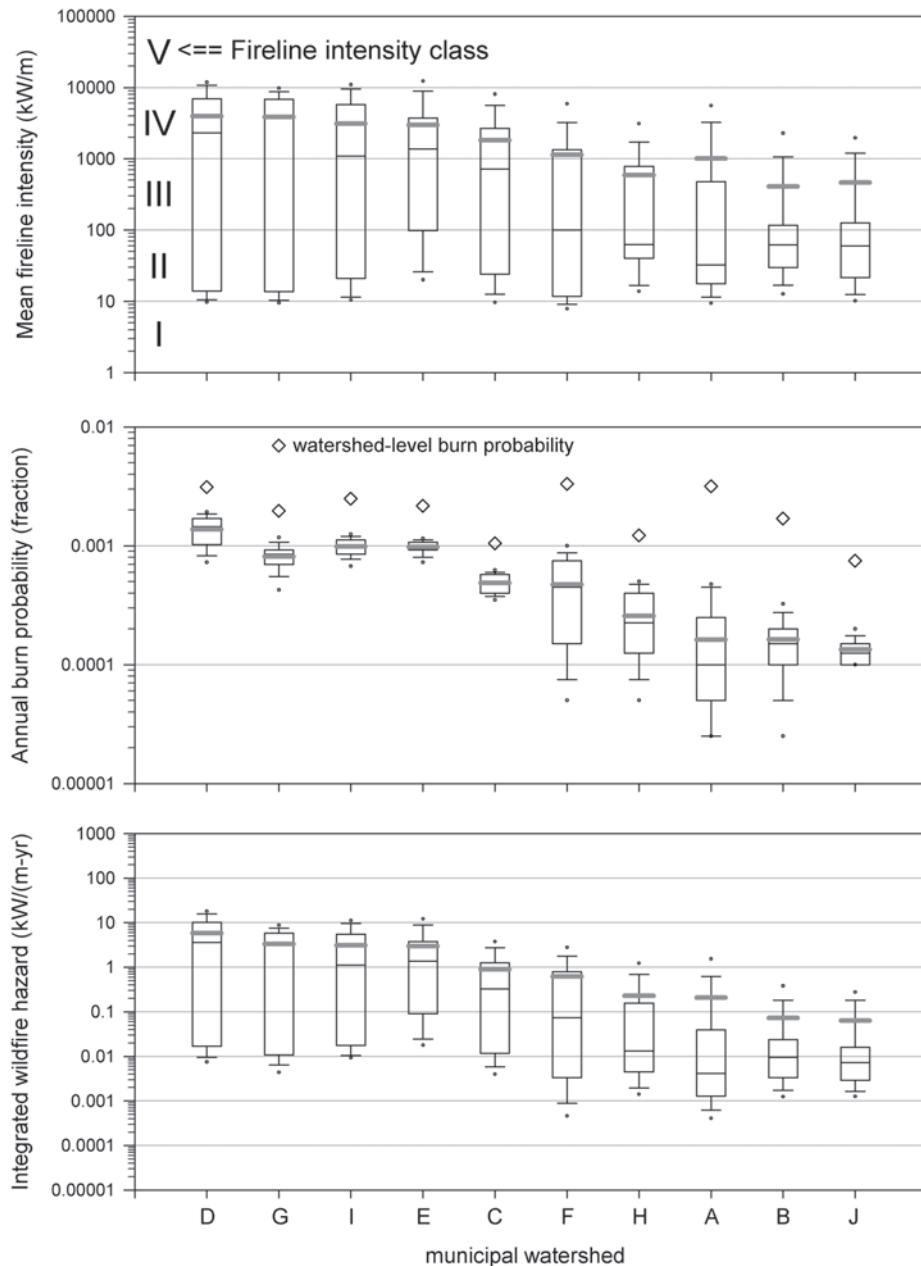 Mean fireline intensity (kW/m)
100000
10000
1000
100
10
1
V <== Fireline intensity class
IV
III
II
I
D G I E C F H A B J
Annual burn probability (fraction)
0.01
0.001
0.0001
0.00001
watershed-level burn probability
D G I E C F H A B J
Integrated wildfire hazard (kW/(m-yr)
1000
100
10
1
0.1
0.01
0.001
0.0001
0.00001
D G I E C F H A B J
municipal watershed